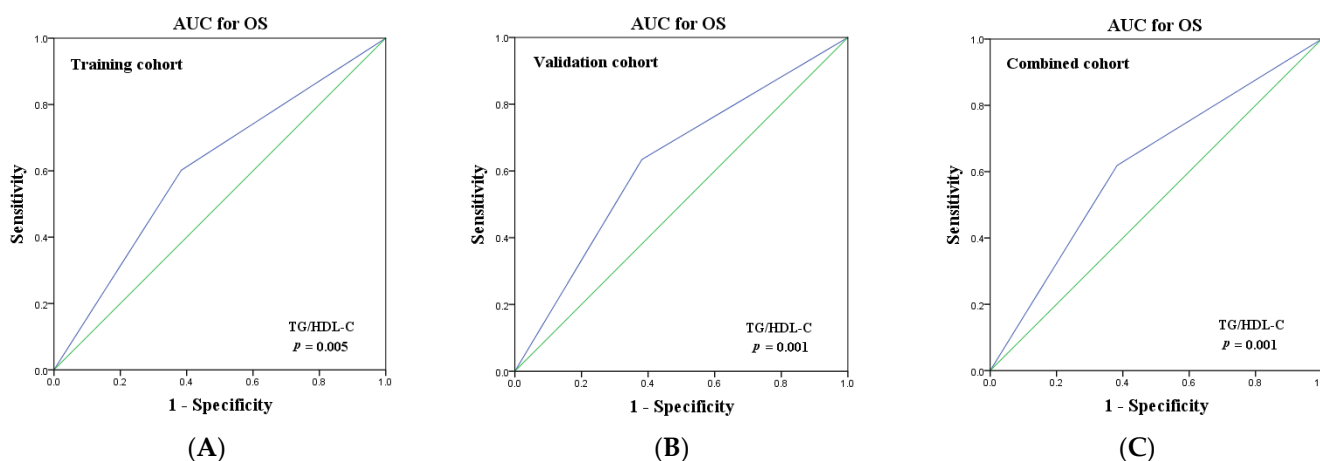 AUC for OS
Training cohort
Sensitivity
1.0
0.8
0.6
0.4
0.2
0.0
TG/HDL-C
p = 0.005
0.0 0.2 0.4 0.6 0.8 1.0
1 - Specificity
(A)
AUC for OS
Validation cohort
Sensitivity
1.0
0.8
0.6
0.4
0.2
0.0
TG/HDL-C
p = 0.001
0.0 0.2 0.4 0.6 0.8 1.0
1 - Specificity
(B)
AUC for OS
Combined cohort
Sensitivity
1.0
0.8
0.6
0.4
0.2
0.0
TG/HDL-C
p = 0.001
0.0 0.2 0.4 0.6 0.8 1.0
1 - Specificity
(C)